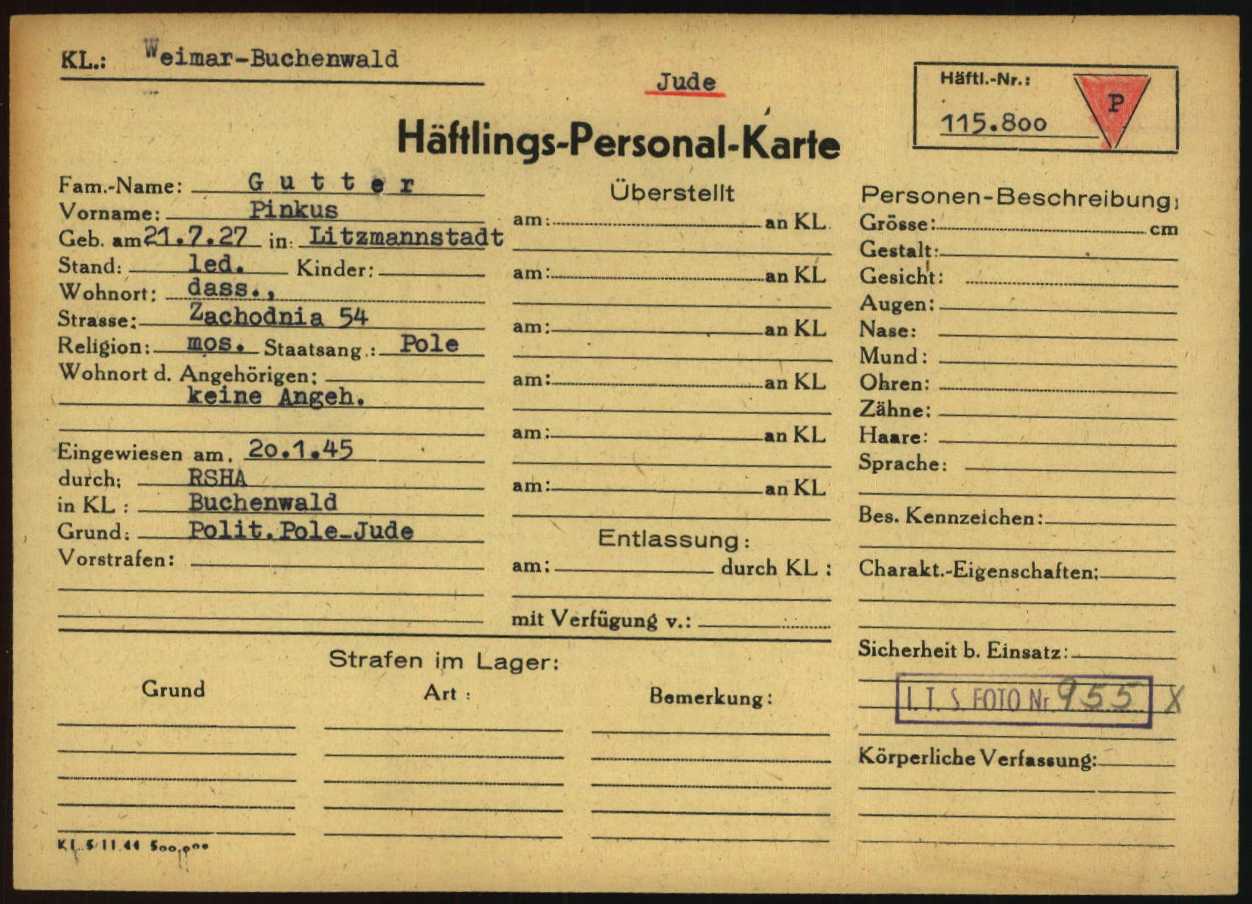 KL.: Weimar-Buchenwald
Jude
Häftl.-Nr.:
115.800
P
Häftlings-Personal-Karte
Fam.-Name: Gutter
Vorname: Pinkus
Geb. am 21.7.27 in: Litzmannstadt
Stand: led. Kinder:
Wohnort: dass.,
Strasse: Zachodnia 54
Religion: mos. Staatsang.: Pole
Wohnort d. Angehörigen:
keine Angeh.
Eingewiesen am: 20.1.45
durch: RSHA
in KL: Buchenwald
Grund: Polit.Pole-Jude
Vorstrafen:
Überstellt
am: an KL.
am: an KL
am: an KL
am: an KL
am: an KL
am: an KL
Entlassung:
am: durch KL:
mit Verfügung v.:
Personen-Beschreibung:
Grösse: cm
Gestalt:
Gesicht:
Augen:
Nase:
Mund:
Ohren:
Zähne:
Haare:
Sprache:
Bes. Kennzeichen:
Charakt.-Eigenschaften:
Sicherheit b. Einsatz:
I. T. S. FOTO Nr. 955 X
Körperliche Verfassung:
Strafen im Lager:
Grund Art: Bemerkung:
KL 5/11.44 500.000